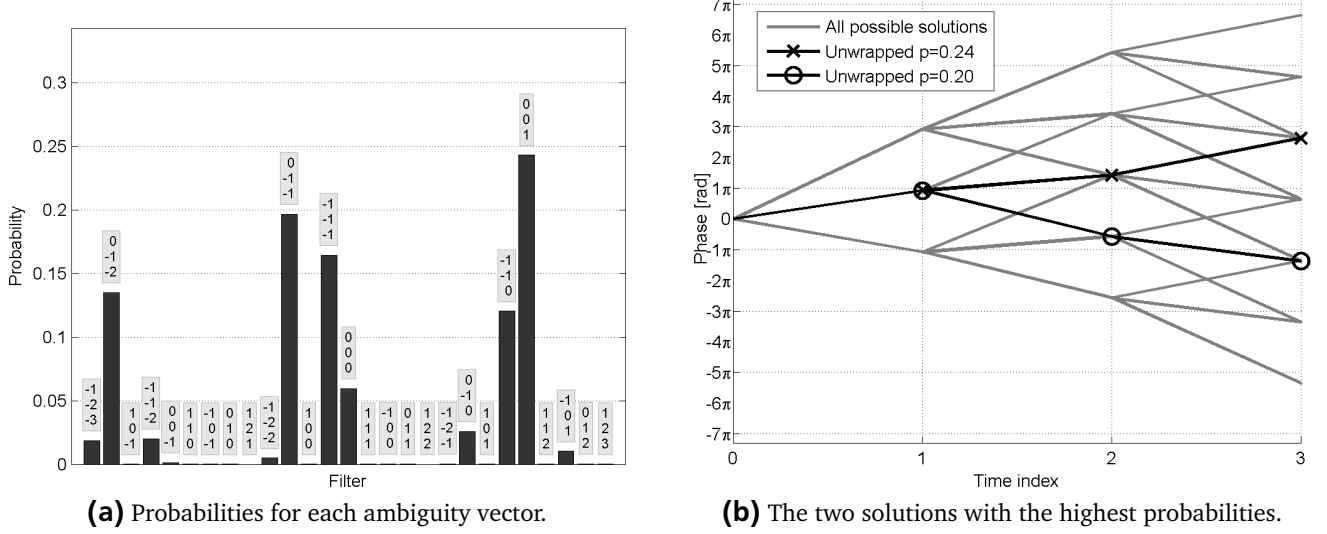 0.3
0.25
0.2
0.15
0.1
0.05
0
Probability
-1 -2 -3
0 -1 -2
1 0 -1
-1 -1 -2
0 0 -1
1 1 0
-1 0 -1
0 1 0
1 2 1
-1 -2 -2
0 -1 -1
1 0 0
-1 -1 -1
0 0 0
1 1 1
-1 0 0
0 1 1
1 2 2
-1 -2 -1
0 -1 0
1 0 1
-1 -1 0
0 0 1
1 1 2
-1 0 1
0 1 2
1 2 3
Filter
(a) Probabilities for each ambiguity vector.
7π
6π
5π
4π
3π
2π
1π
0
-1π
-2π
-3π
-4π
-5π
-6π
-7π
Phase [rad]
All possible solutions
Unwrapped p=0.24
Unwrapped p=0.20
0 1 2 3
Time index
(b) The two solutions with the highest probabilities.